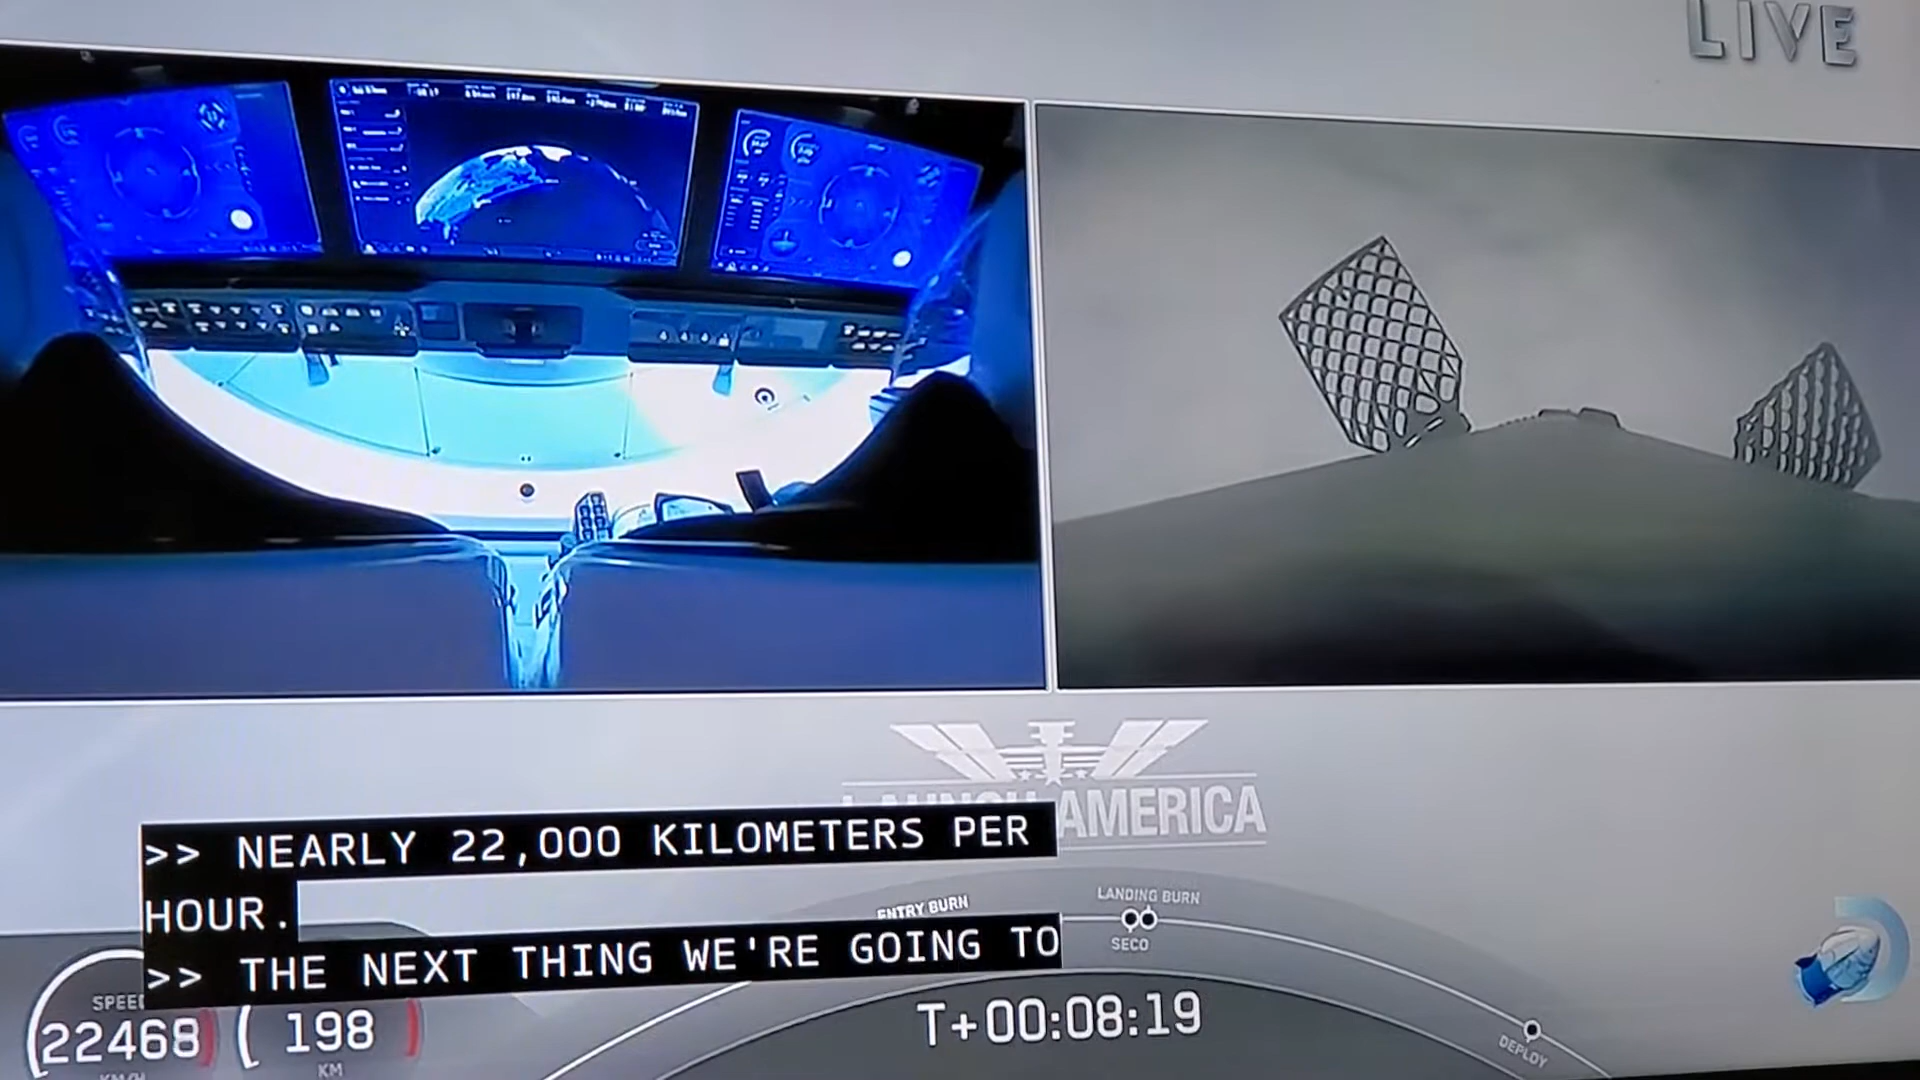 LIVE
AMERICA
>> NEARLY 22,000 KILOMETERS PER
HOUR.
>> THE NEXT THING WE'RE GOING TO
ENTRY BURN
LANDING BURN
SECO
DEPLOY
SPEED
22468
KM/H
198
KM
T+00:08:19